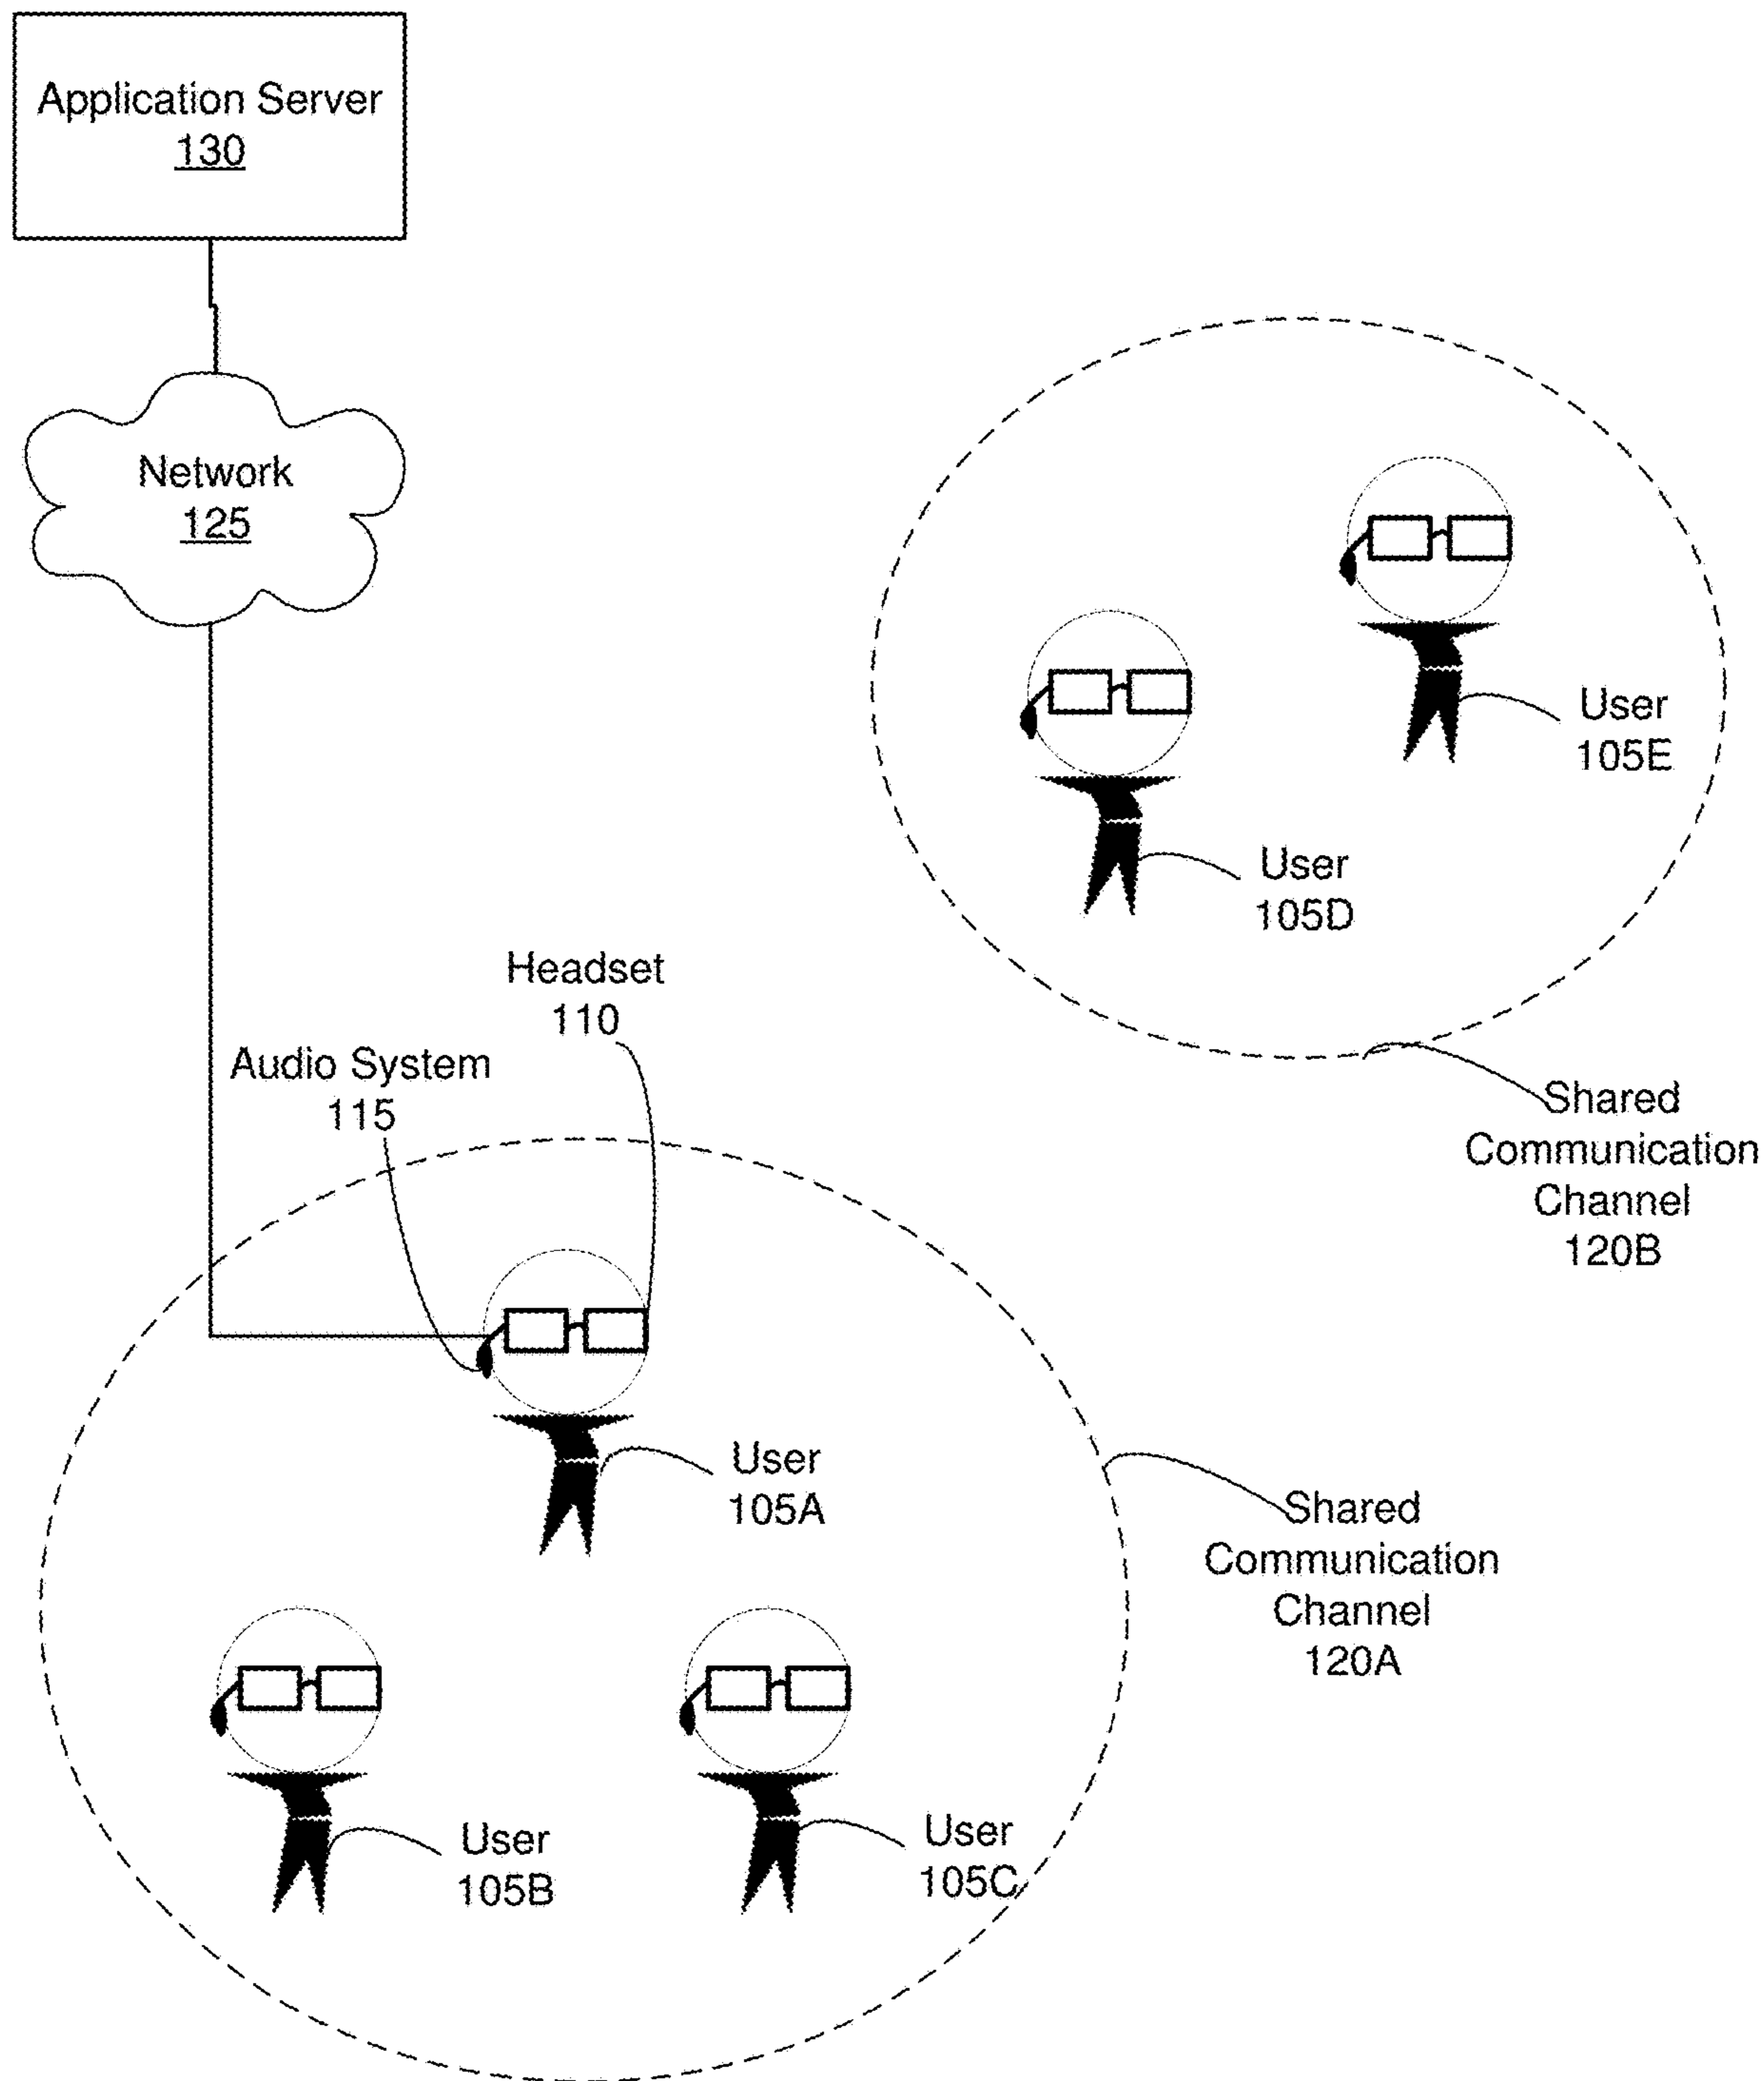 Application Server
130
Network
125
User
105E
User
105D
Headset
110
Audio System
115
Shared
Communication
Channel
120B
User
105A
Shared
Communication
Channel
120A
User
105B
User
105C